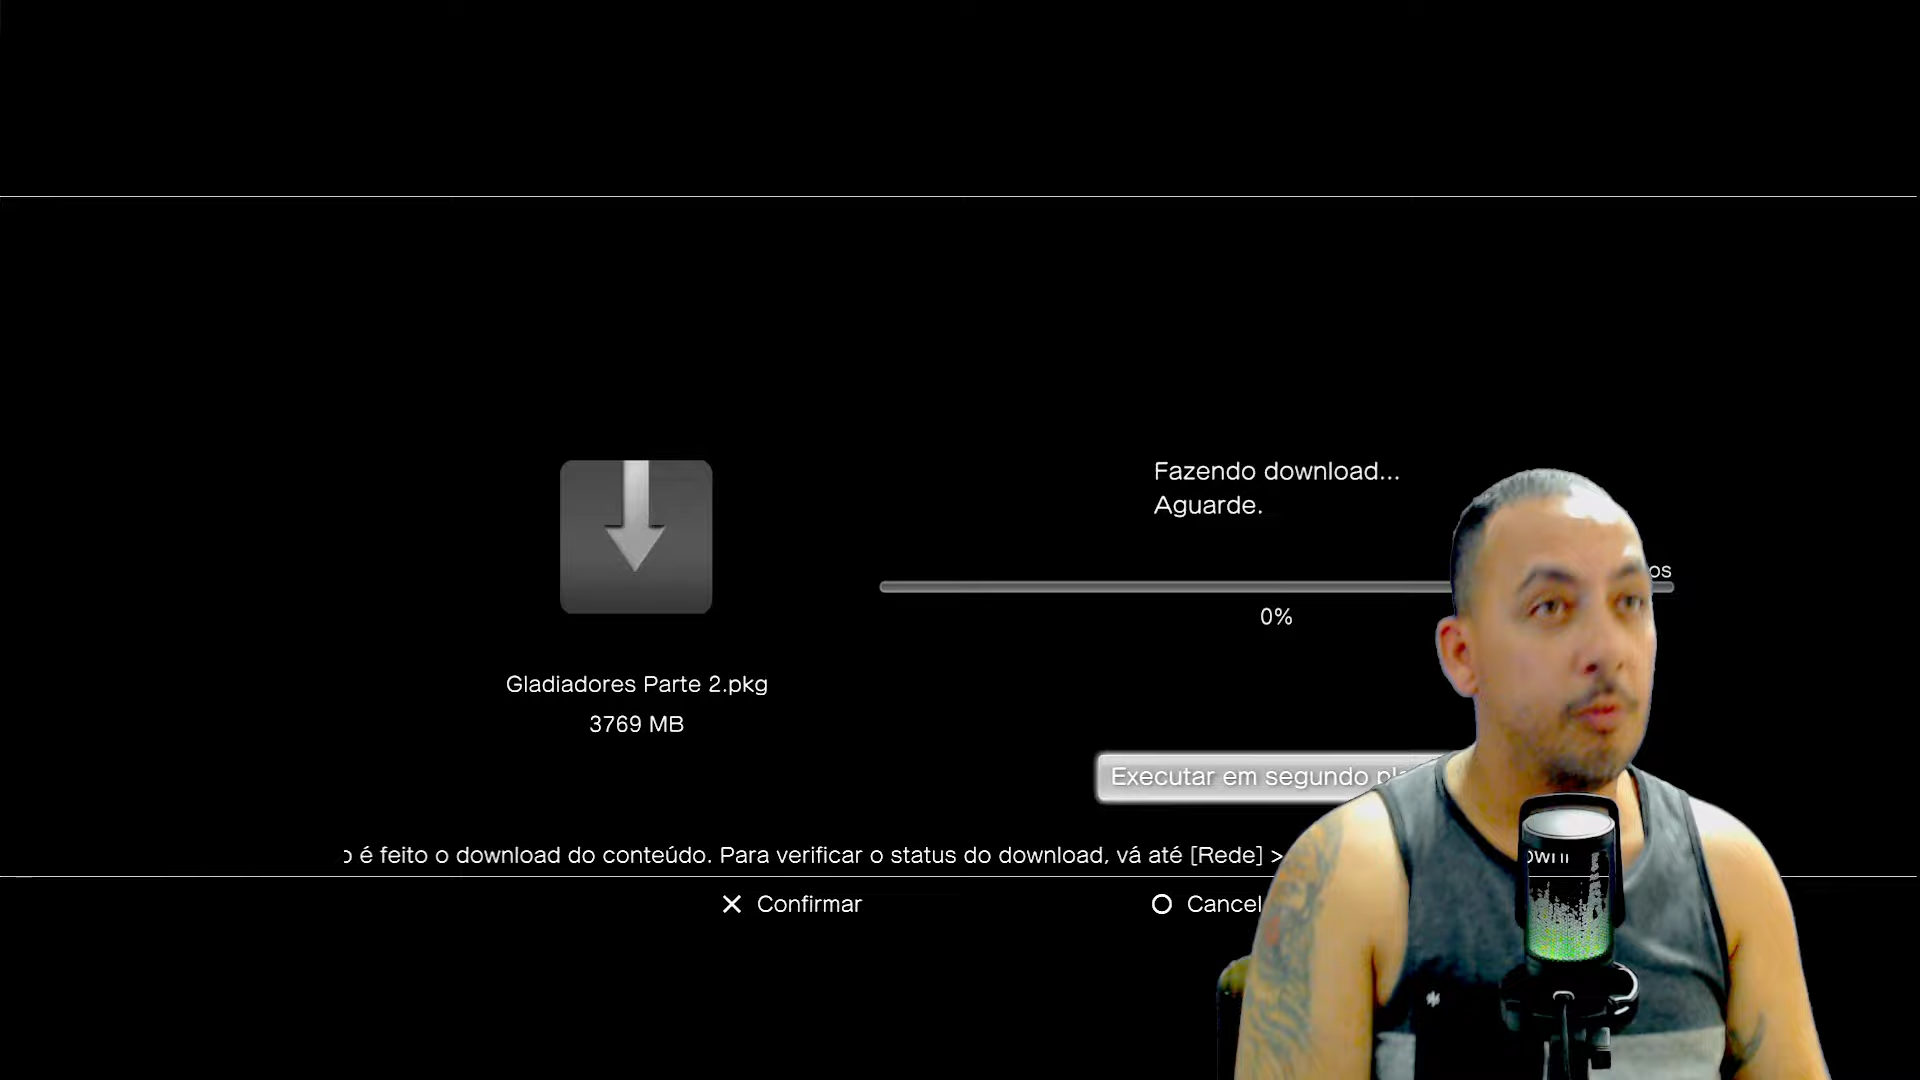 Fazendo download...
Aguarde.
os
0%
Gladiadores Parte 2.pkg
3769 MB
Executar em segundo
é feito o download do conteúdo. Para verificar o status do download, vá até [Rede] >
Confirmar
Cancel